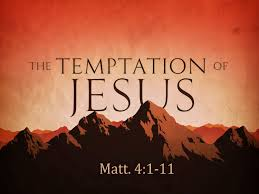 THE TEMPTATION OF
JESUS
Matt. 4:1-11